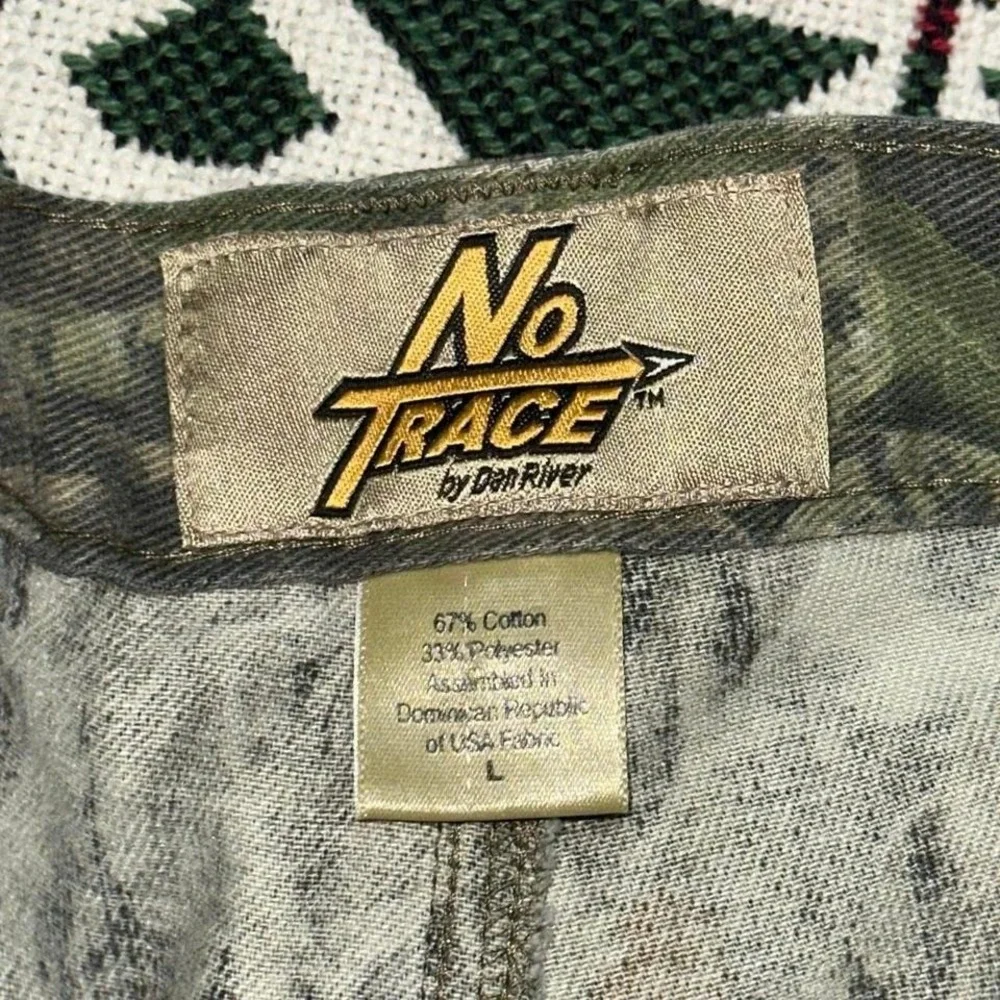 No
TRACE™
by Dan River
67% Cotton
33% Polyester
Assembled in
Dominican Republic
of USA Fabric
L